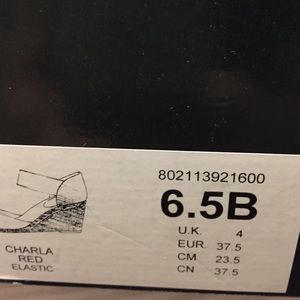 802113921600
6.5B
U.K. 4
EUR. 37.5
CM 23.5
CN 37.5
CHARLA
RED
ELASTIC